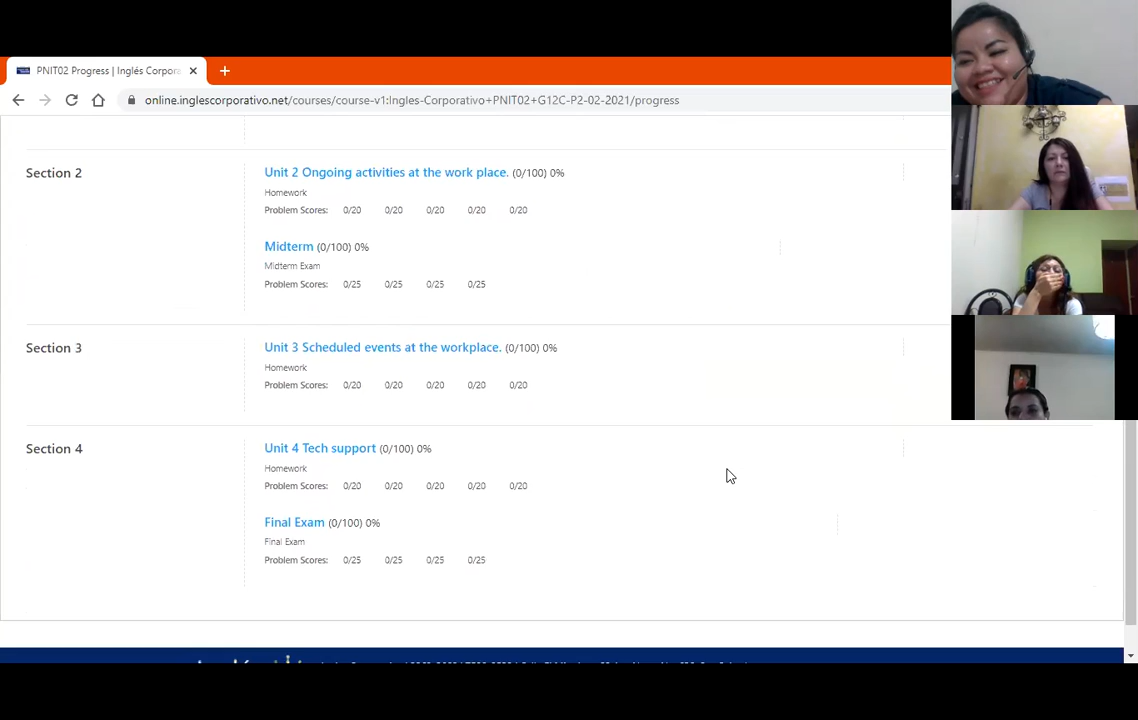 PNIT02 Progress | Inglés Corpora
online.inglescorporativo.net/courses/course-v1:Ingles-Corporativo+PNIT02+G12C-P2-02-2021/progress
Section 2
Unit 2 Ongoing activities at the work place. (0/100) 0%
Homework
Problem Scores: 0/20 0/20 0/20 0/20 0/20
Midterm (0/100) 0%
Midterm Exam
Problem Scores: 0/25 0/25 0/25 0/25
Section 3
Unit 3 Scheduled events at the workplace. (0/100) 0%
Homework
Problem Scores: 0/20 0/20 0/20 0/20 0/20
Section 4
Unit 4 Tech support (0/100) 0%
Homework
Problem Scores: 0/20 0/20 0/20 0/20 0/20
Final Exam (0/100) 0%
Final Exam
Problem Scores: 0/25 0/25 0/25 0/25